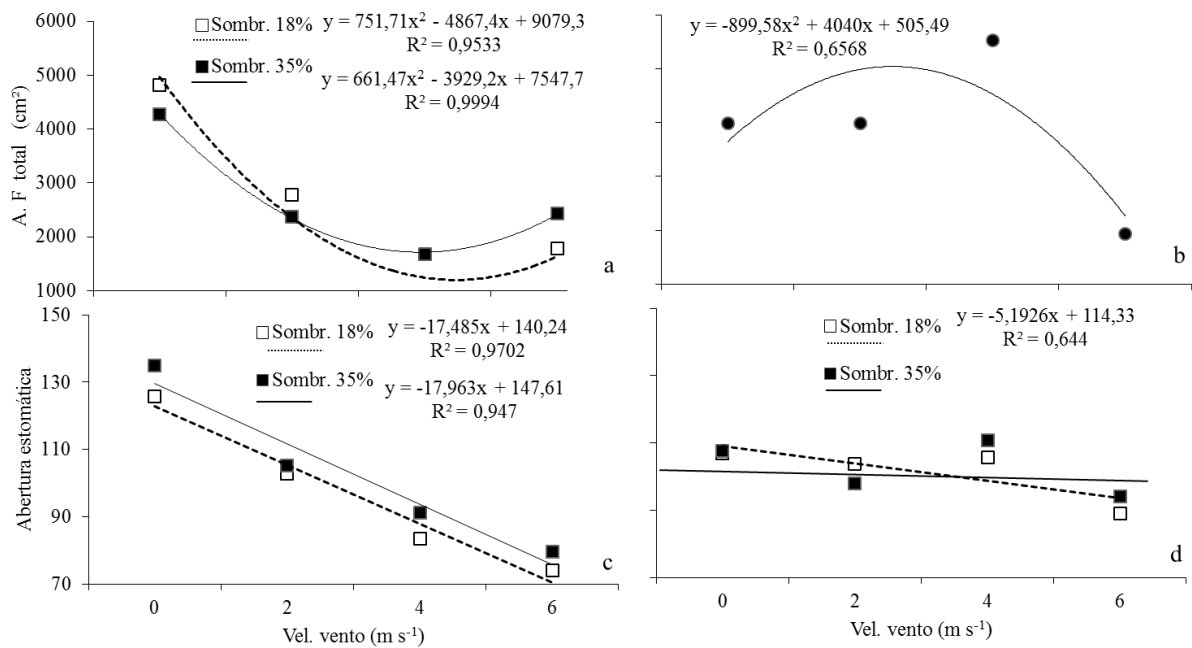 Sombr. 18% y = 751,71x² - 4867,4x + 9079,3
R² = 0,9533
Sombr. 35% y = 661,47x² - 3929,2x + 7547,7
R² = 0,9994
6000
5000
4000
3000
2000
1000
A. F total (cm²)
a
y = -899,58x² + 4040x + 505,49
R² = 0,6568
b
Sombr. 18% y = -17,485x + 140,24
R² = 0,9702
Sombr. 35% y = -17,963x + 147,61
R² = 0,947
150
130
110
90
70
Abertura estomática
c
0 2 4 6
Vel. vento (m s⁻¹)
Sombr. 18% y = -5,1926x + 114,33
R² = 0,644
Sombr. 35%
d
0 2 4 6
Vel. vento (m s⁻¹)